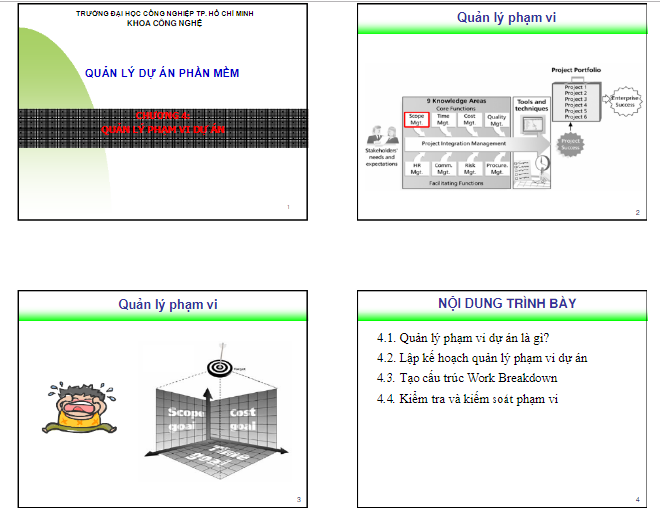 TRƯỜNG ĐẠI HỌC CÔNG NGHIỆP TP. HỒ CHÍ MINH
KHOA CÔNG NGHỆ
QUẢN LÝ DỰ ÁN PHẦN MỀM
CHƯƠNG 4:
QUẢN LÝ PHẠM VI DỰ ÁN
1
Quản lý phạm vi
Project Portfolio
Project 1
Project 2
Project 3
Project 4
Project 5
Project 6
Enterprise
Success
9 Knowledge Areas
Core Functions
Scope
Mgt.
Time
Mgt.
Cost
Mgt.
Quality
Mgt.
Tools and
techniques
Project Integration Management
Project
Success
Stakeholders'
needs and
expectations
HR
Mgt.
Comm.
Mgt.
Risk
Mgt.
Procure.
Mgt.
Facilitating Functions
2
Quản lý phạm vi
Target
Scope
goal
Cost
goal
Time
goal
3
NỘI DUNG TRÌNH BÀY
4.1. Quản lý phạm vi dự án là gì?
4.2. Lập kế hoạch quản lý phạm vi dự án
4.3. Tạo cấu trúc Work Breakdown
4.4. Kiểm tra và kiểm soát phạm vi
4